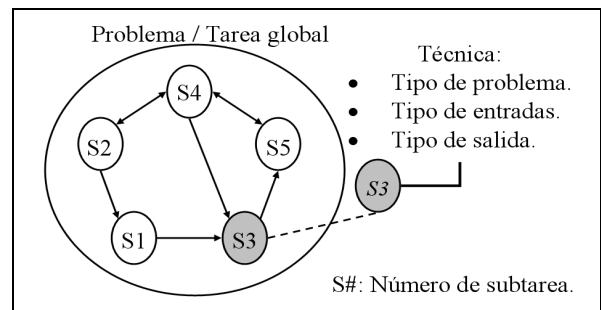 Problema / Tarea global
Técnica:
• Tipo de problema.
• Tipo de entradas.
• Tipo de salida.
S4
S2
S5
S3
S1
S3
S#: Número de subtarea.